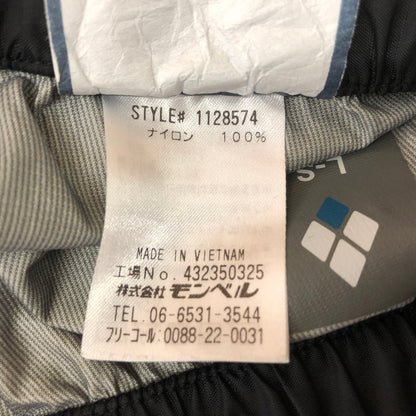 STYLE# 1128574
ナイロン 100%
MADE IN VIETNAM
工場No. 432350325
株式会社 モンベル
TEL. 06-6531-3544
フリーコール: 0088-22-0031
L-S